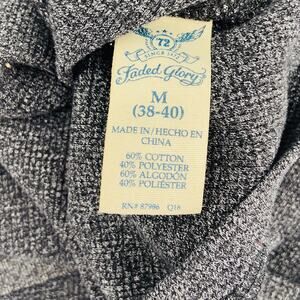 72
SINCE 1972
Faded Glory
M
(38-40)
MADE IN/HECHO EN
CHINA
60% COTTON
40% POLYESTER
60% ALGODÓN
40% POLIÉSTER
RN# 87986 Q18